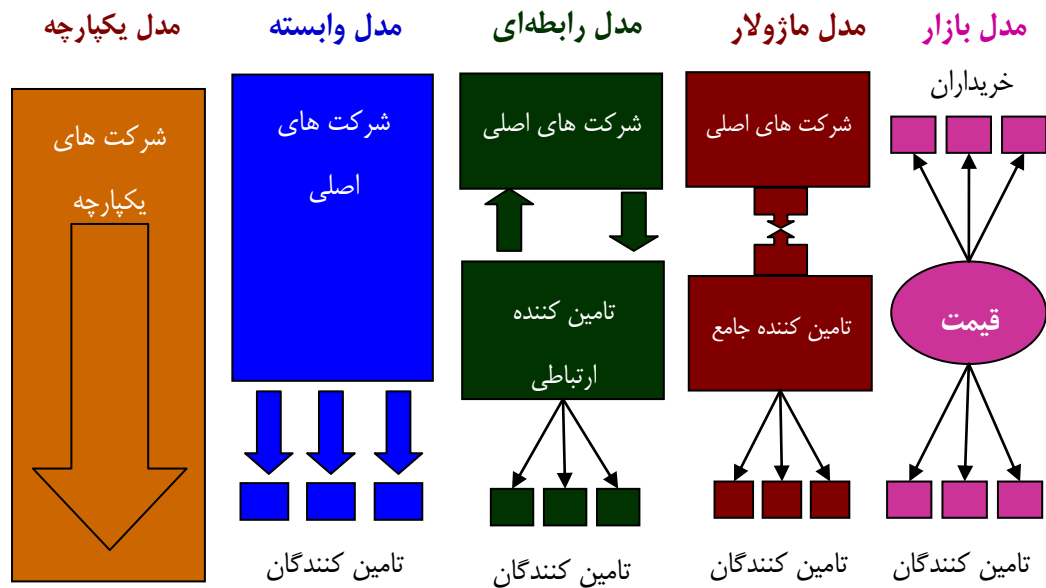 مدل بازار
مدل ماژولار
مدل رابطه‌ای
مدل وابسته
مدل یکپارچه
خریداران
قیمت
تامین کنندگان
شرکت های اصلی
تامین کننده جامع
تامین کنندگان
شرکت های اصلی
تامین کننده
ارتباطی
تامین کنندگان
شرکت های
اصلی
تامین کنندگان
شرکت های
یکپارچه